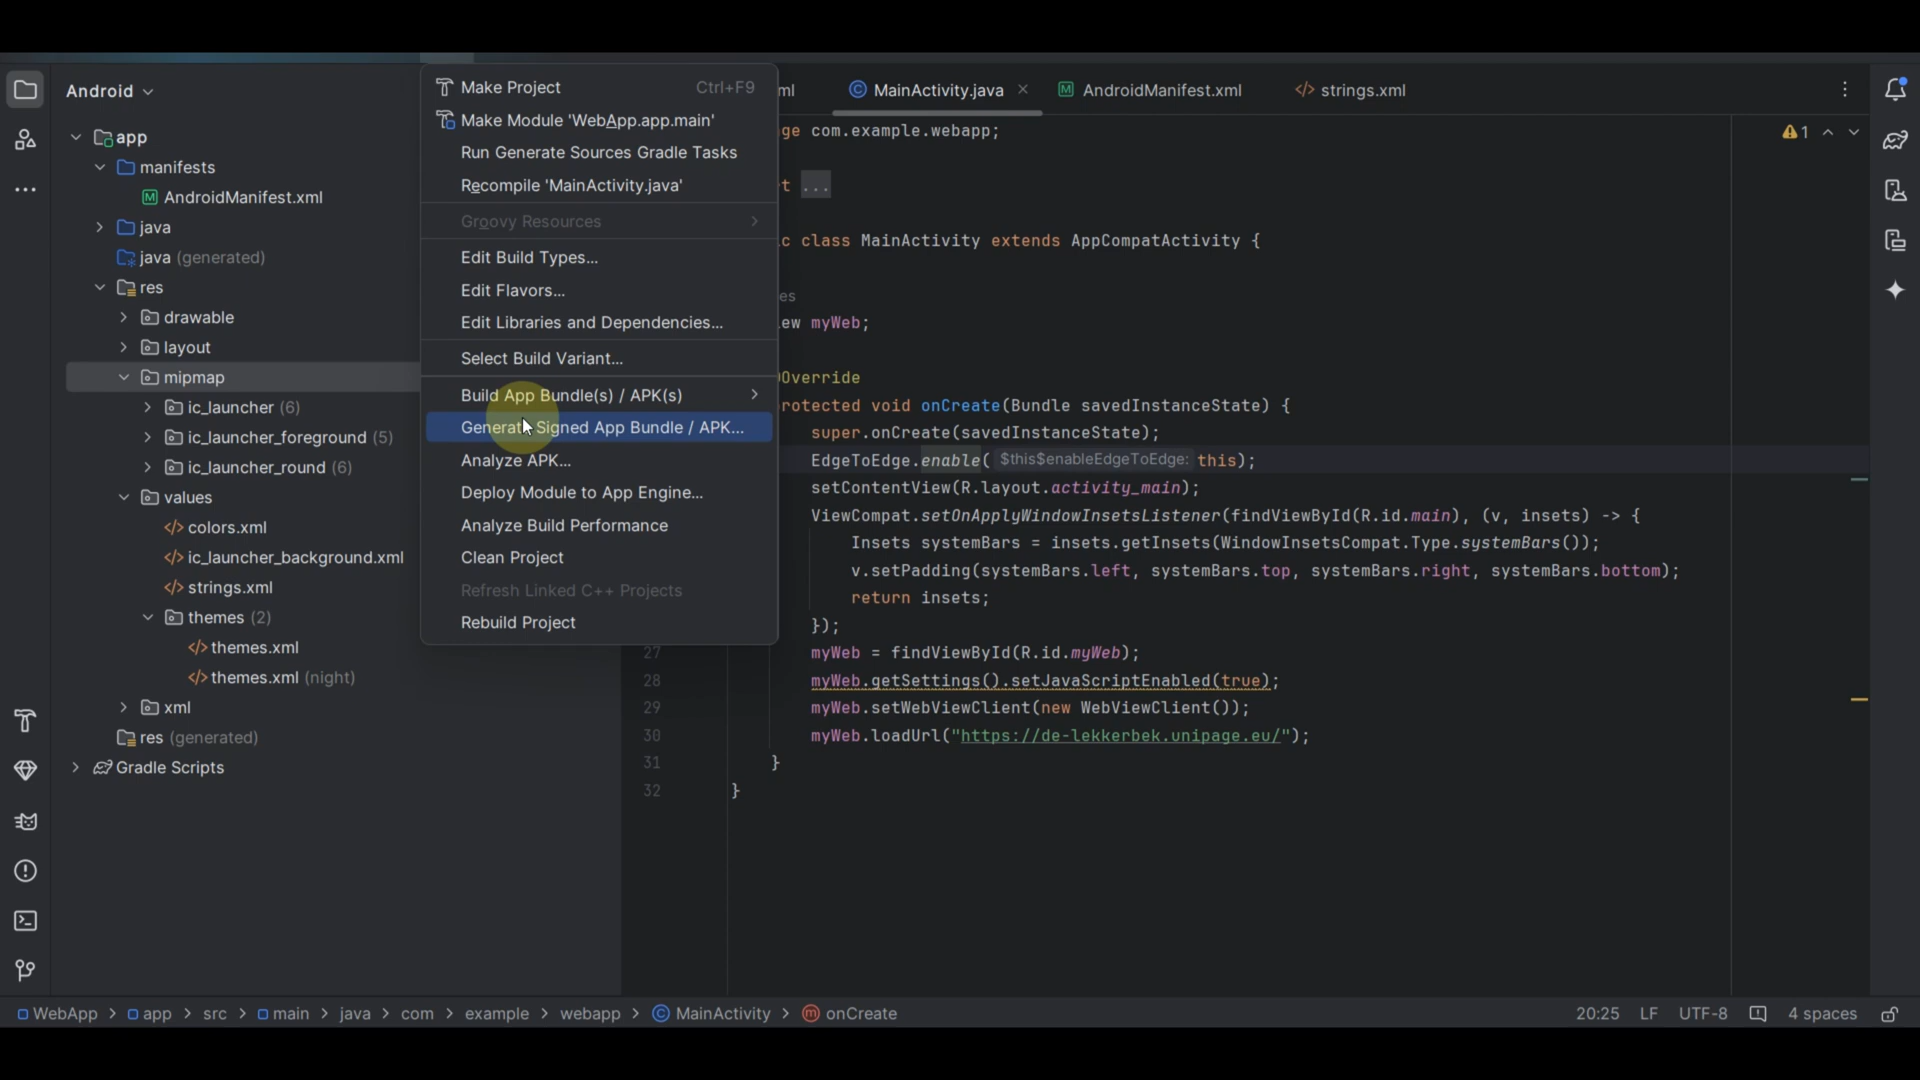 Android
app
manifests
AndroidManifest.xml
java
java (generated)
res
drawable
layout
mipmap
ic_launcher (6)
ic_launcher_foreground (5)
ic_launcher_round (6)
values
colors.xml
ic_launcher_background.xml
strings.xml
themes (2)
themes.xml
themes.xml (night)
xml
res (generated)
Gradle Scripts
Make Project Ctrl+F9
Make Module 'WebApp.app.main'
Run Generate Sources Gradle Tasks
Recompile 'MainActivity.java'
Groovy Resources
Edit Build Types...
Edit Flavors...
Edit Libraries and Dependencies...
Select Build Variant...
Build App Bundle(s) / APK(s)
Generate Signed App Bundle / APK...
Analyze APK...
Deploy Module to App Engine...
Analyze Build Performance
Clean Project
Refresh Linked C++ Projects
Rebuild Project
ml MainActivity.java AndroidManifest.xml strings.xml
1
ge com.example.webapp;
t ...
c class MainActivity extends AppCompatActivity {
es
ew myWeb;
Override
rotected void onCreate(Bundle savedInstanceState) {
super.onCreate(savedInstanceState);
EdgeToEdge.enable( $this$enableEdgeToEdge: this);
setContentView(R.layout.activity_main);
ViewCompat.setOnApplyWindowInsetsListener(findViewById(R.id.main), (v, insets) -> {
Insets systemBars = insets.getInsets(WindowInsetsCompat.Type.systemBars());
v.setPadding(systemBars.left, systemBars.top, systemBars.right, systemBars.bottom);
return insets;
});
27 myWeb = findViewById(R.id.myWeb);
28 myWeb.getSettings().setJavaScriptEnabled(true);
29 myWeb.setWebViewClient(new WebViewClient());
30 myWeb.loadUrl("https://de-lekkerbek.unipage.eu/");
31 }
32 }
WebApp > app > src > main > java > com > example > webapp > MainActivity > onCreate 20:25 LF UTF-8 4 spaces